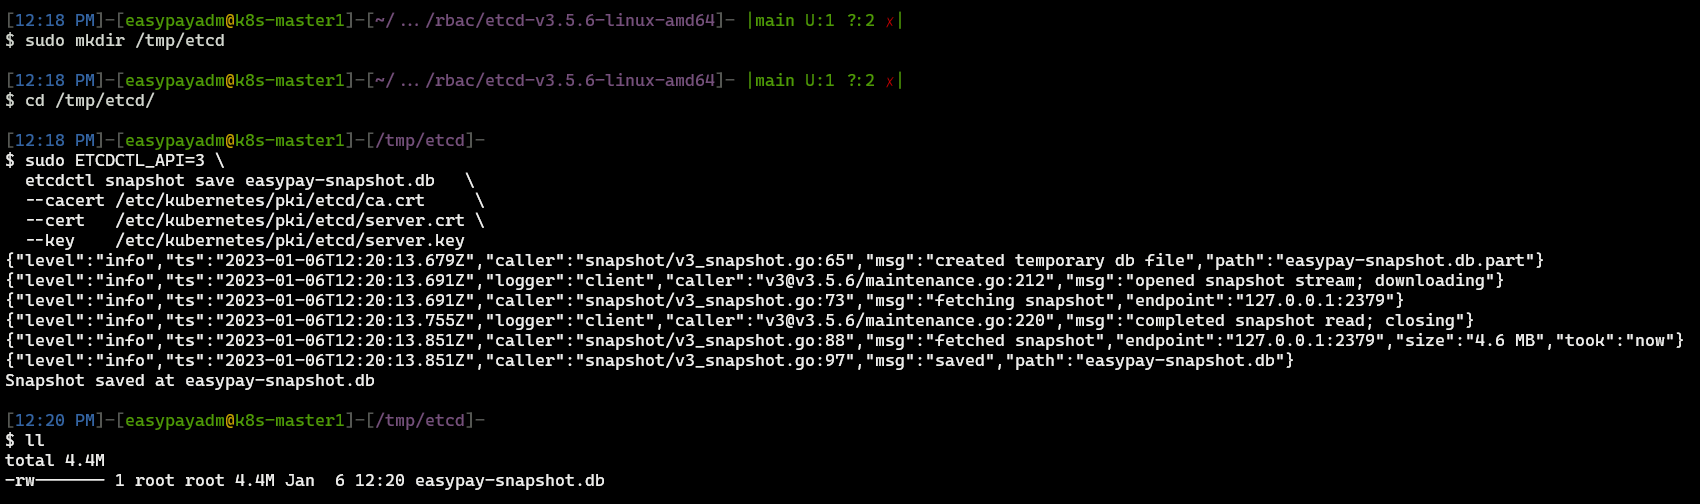 [12:18 PM]-[easypayadm@k8s-master1]-[~/ … /rbac/etcd-v3.5.6-linux-amd64]- |main U:1 ?:2 ✗|
$ sudo mkdir /tmp/etcd
[12:18 PM]-[easypayadm@k8s-master1]-[~/ … /rbac/etcd-v3.5.6-linux-amd64]- |main U:1 ?:2 ✗|
$ cd /tmp/etcd/
[12:18 PM]-[easypayadm@k8s-master1]-[/tmp/etcd]-
$ sudo ETCDCTL_API=3 \
  etcdctl snapshot save easypay-snapshot.db   \
  --cacert /etc/kubernetes/pki/etcd/ca.crt     \
  --cert   /etc/kubernetes/pki/etcd/server.crt \
  --key    /etc/kubernetes/pki/etcd/server.key
{"level":"info","ts":"2023-01-06T12:20:13.679Z","caller":"snapshot/v3_snapshot.go:65","msg":"created temporary db file","path":"easypay-snapshot.db.part"}
{"level":"info","ts":"2023-01-06T12:20:13.691Z","logger":"client","caller":"v3@v3.5.6/maintenance.go:212","msg":"opened snapshot stream; downloading"}
{"level":"info","ts":"2023-01-06T12:20:13.691Z","caller":"snapshot/v3_snapshot.go:73","msg":"fetching snapshot","endpoint":"127.0.0.1:2379"}
{"level":"info","ts":"2023-01-06T12:20:13.755Z","logger":"client","caller":"v3@v3.5.6/maintenance.go:220","msg":"completed snapshot read; closing"}
{"level":"info","ts":"2023-01-06T12:20:13.851Z","caller":"snapshot/v3_snapshot.go:88","msg":"fetched snapshot","endpoint":"127.0.0.1:2379","size":"4.6 MB","took":"now"}
{"level":"info","ts":"2023-01-06T12:20:13.851Z","caller":"snapshot/v3_snapshot.go:97","msg":"saved","path":"easypay-snapshot.db"}
Snapshot saved at easypay-snapshot.db
[12:20 PM]-[easypayadm@k8s-master1]-[/tmp/etcd]-
$ ll
total 4.4M
-rw------- 1 root root 4.4M Jan  6 12:20 easypay-snapshot.db